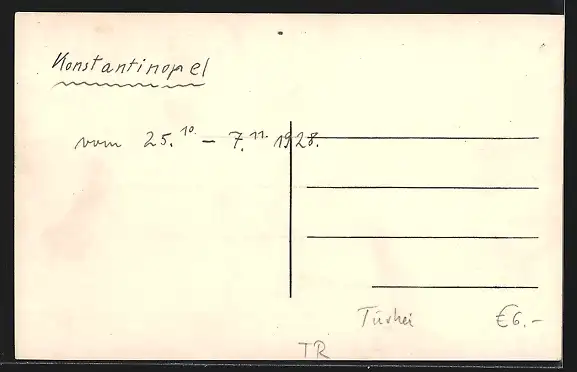 Konstantinopel
vom 25.10. – 7.11. 1928.
Türkei €6.-
TR